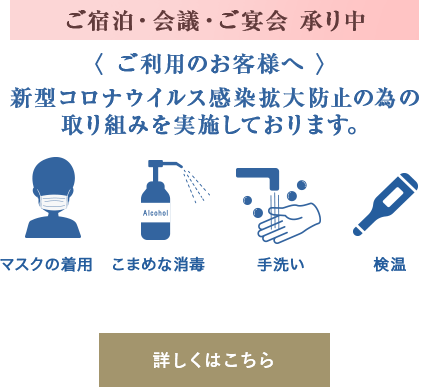 ご宿泊・会議・ご宴会 承り中
〈 ご利用のお客様へ 〉
新型コロナウイルス感染拡大防止の為の
取り組みを実施しております。
Alcohol
マスクの着用 こまめな消毒 手洗い 検温
詳しくはこちら